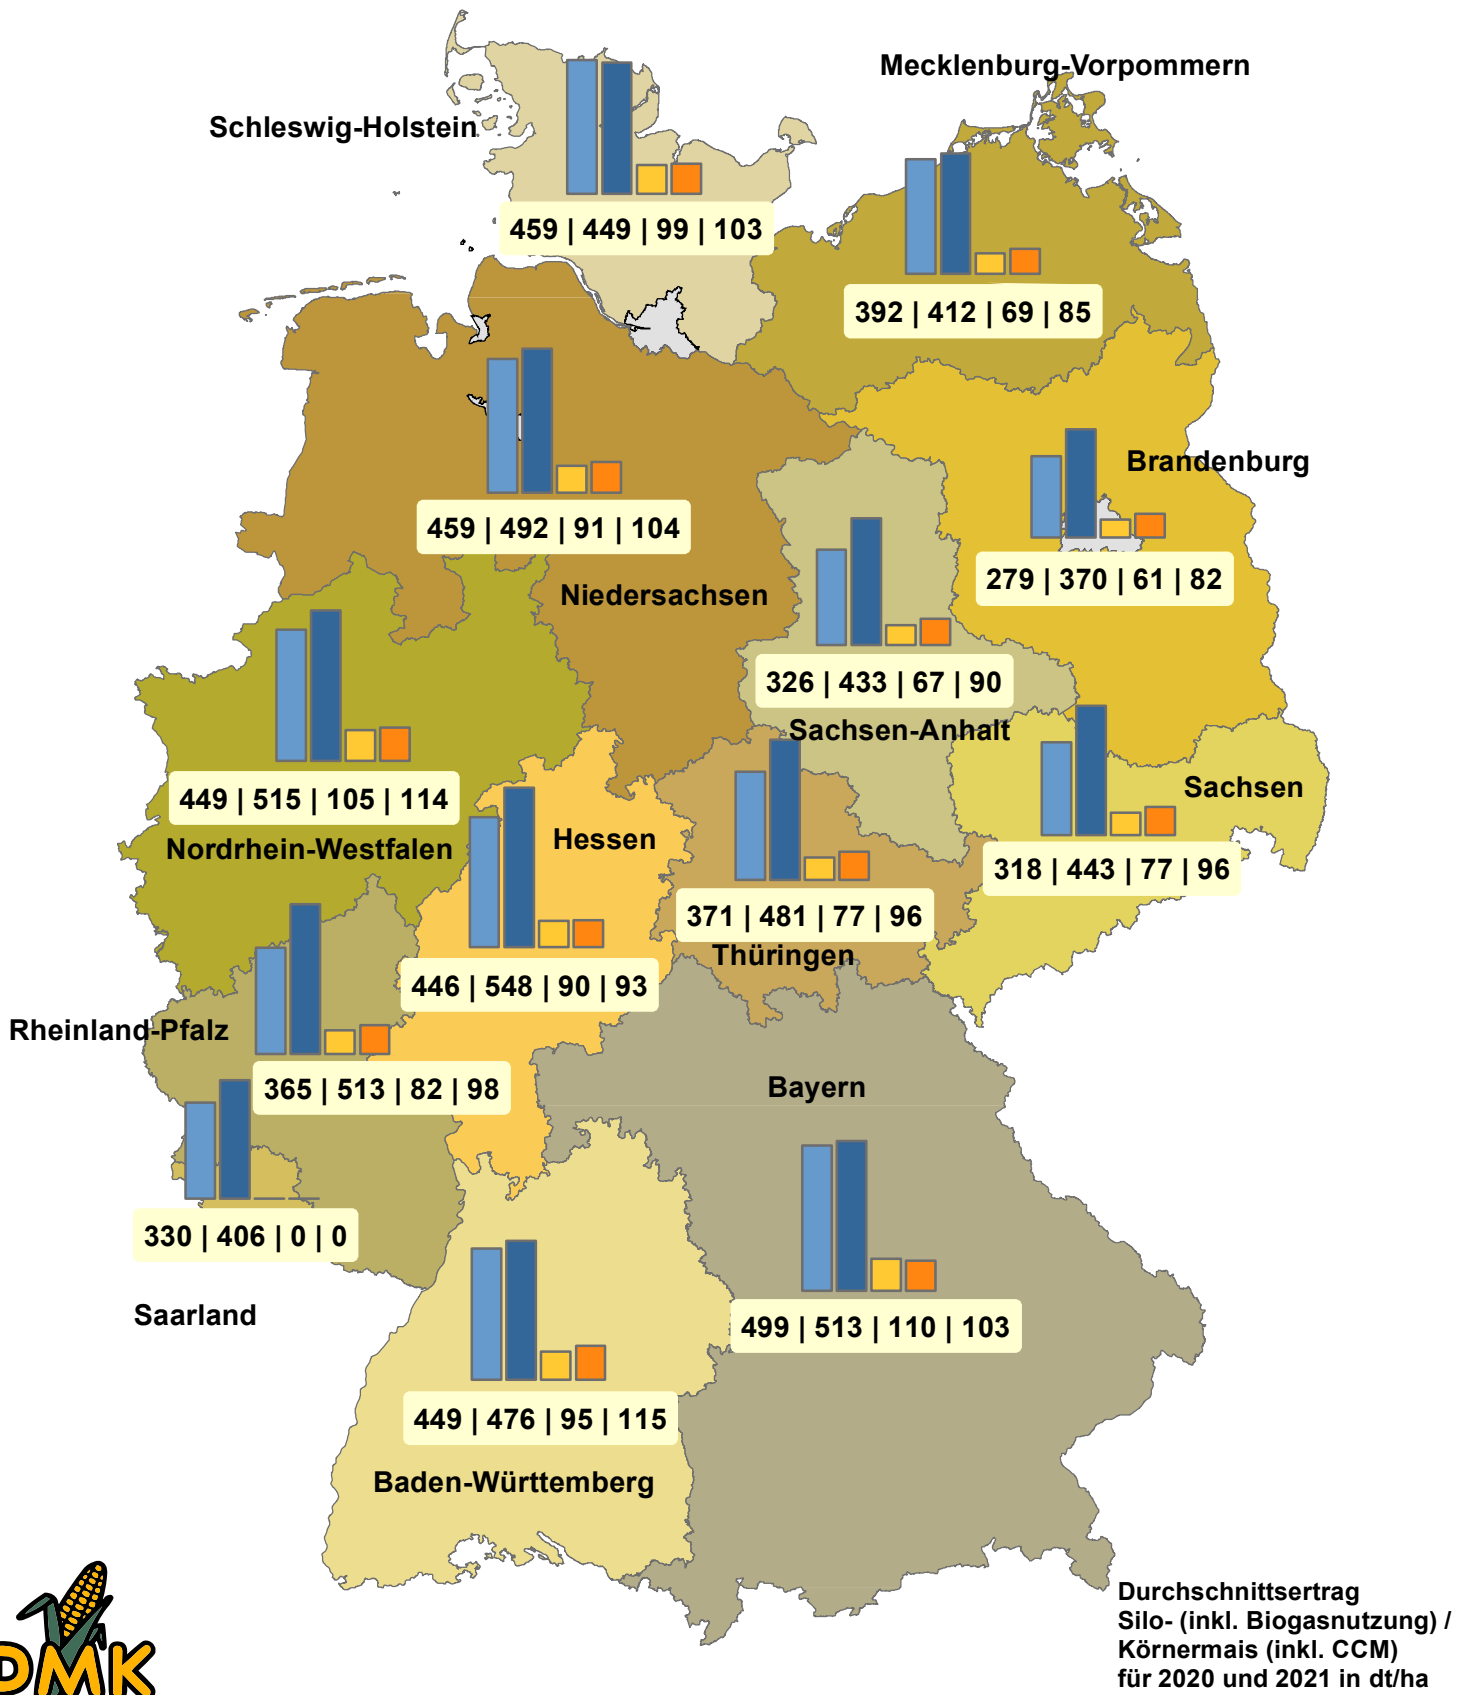 Mecklenburg-Vorpommern
Schleswig-Holstein
459 | 449 | 99 | 103
392 | 412 | 69 | 85
Brandenburg
459 | 492 | 91 | 104
279 | 370 | 61 | 82
Niedersachsen
326 | 433 | 67 | 90
Sachsen-Anhalt
Sachsen
449 | 515 | 105 | 114
Nordrhein-Westfalen
Hessen
318 | 443 | 77 | 96
371 | 481 | 77 | 96
Thüringen
446 | 548 | 90 | 93
Rheinland-Pfalz
365 | 513 | 82 | 98
Bayern
330 | 406 | 0 | 0
Saarland
499 | 513 | 110 | 103
449 | 476 | 95 | 115
Baden-Württemberg
Durchschnittsertrag
Silo- (inkl. Biogasnutzung) /
Körnermais (inkl. CCM)
für 2020 und 2021 in dt/ha
DMK